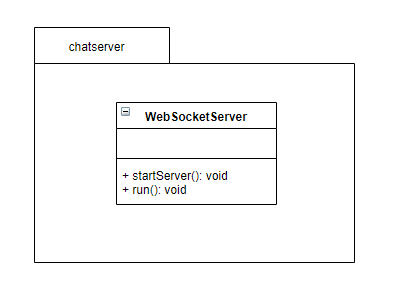 chatserver
WebSocketServer
+ startServer(): void
+ run(): void